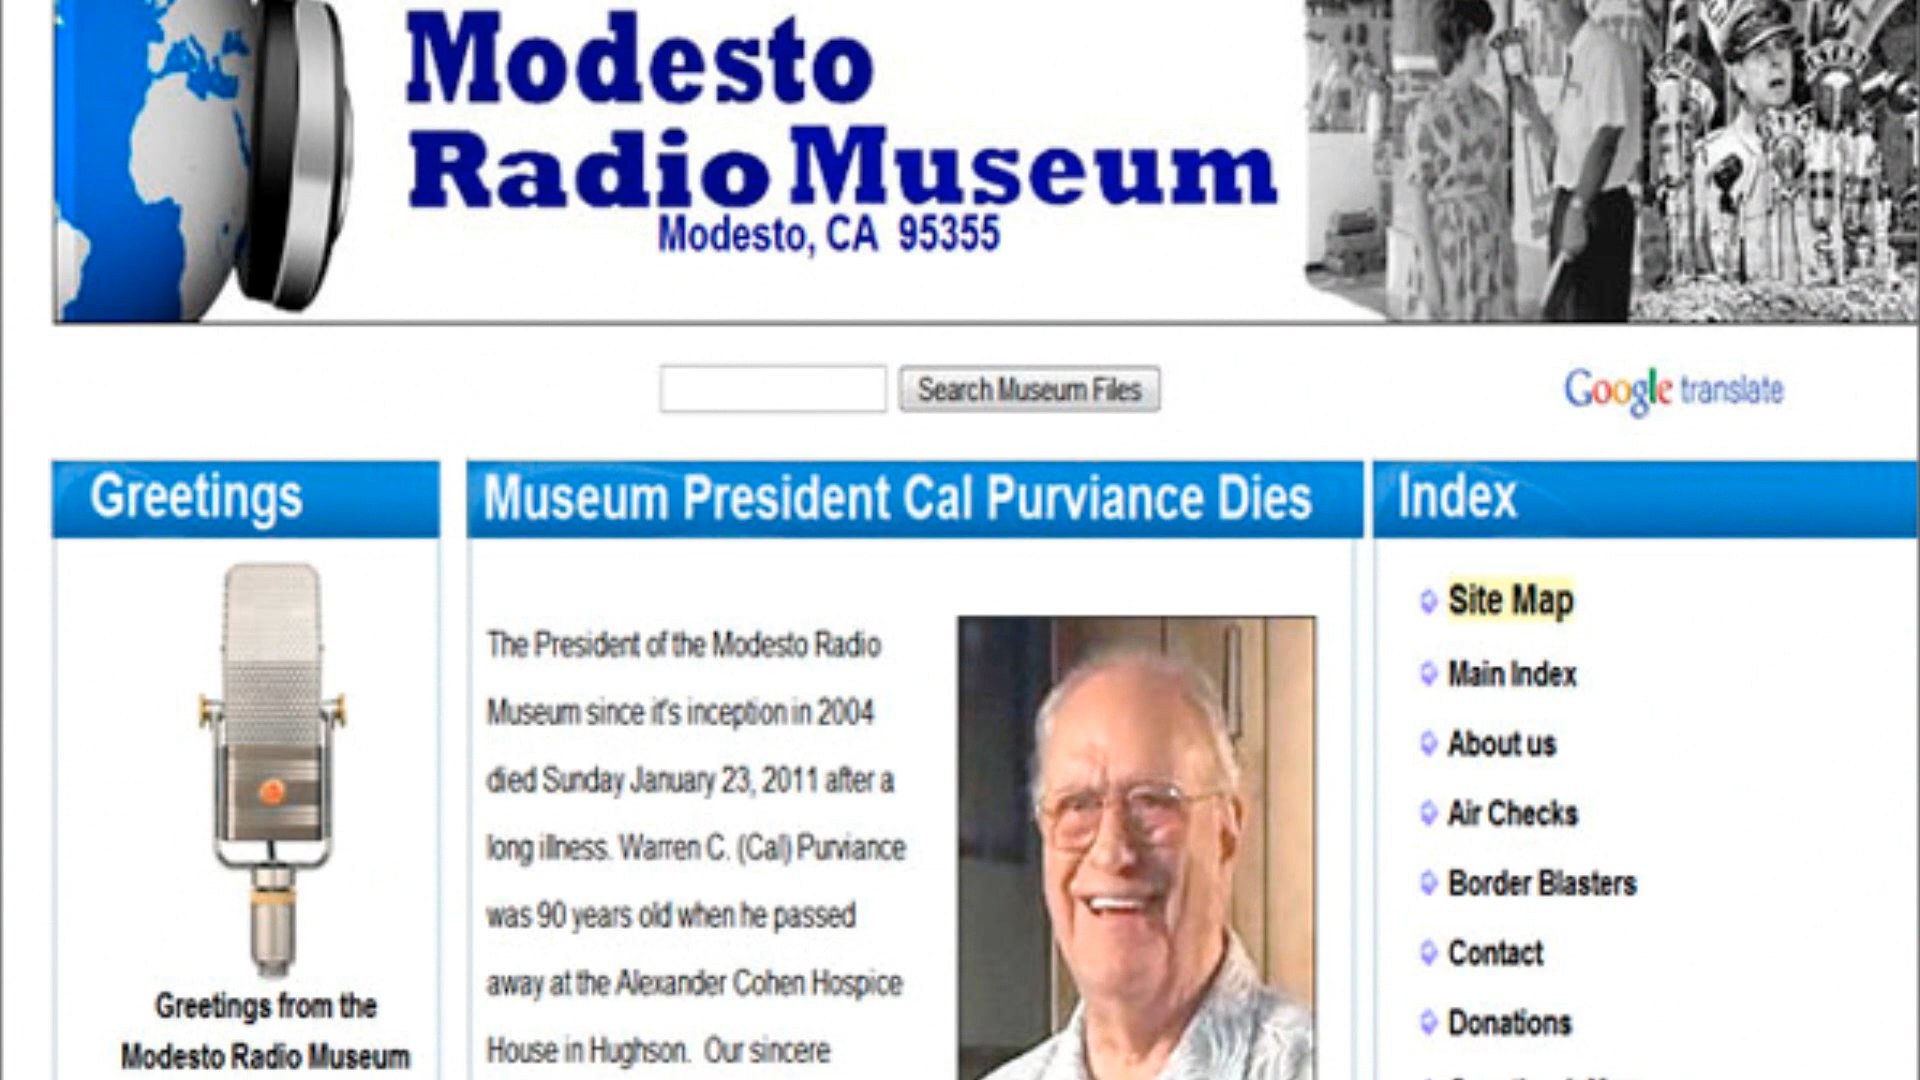 Modesto
Radio Museum
Modesto, CA 95355
Search Museum Files
Google translate
Greetings
Greetings from the
Modesto Radio Museum
Museum President Cal Purviance Dies
The President of the Modesto Radio
Museum since it's inception in 2004
died Sunday January 23, 2011 after a
long illness. Warren C. (Cal) Purviance
was 90 years old when he passed
away at the Alexander Cohen Hospice
House in Hughson. Our sincere
Index
Site Map
Main Index
About us
Air Checks
Border Blasters
Contact
Donations